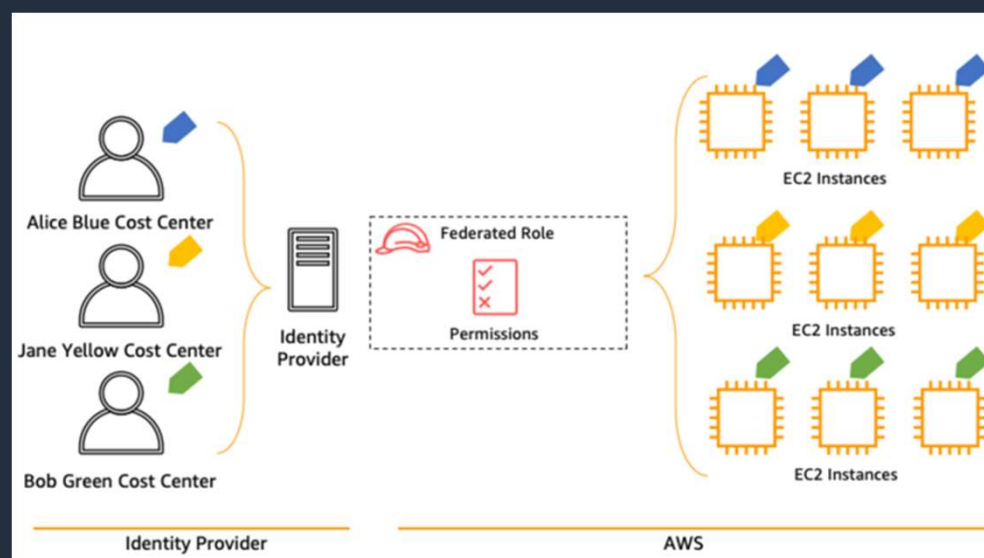 Alice Blue Cost Center
Jane Yellow Cost Center
Bob Green Cost Center
Identity
Provider
Federated Role
Permissions
EC2 Instances
EC2 Instances
EC2 Instances
Identity Provider
AWS